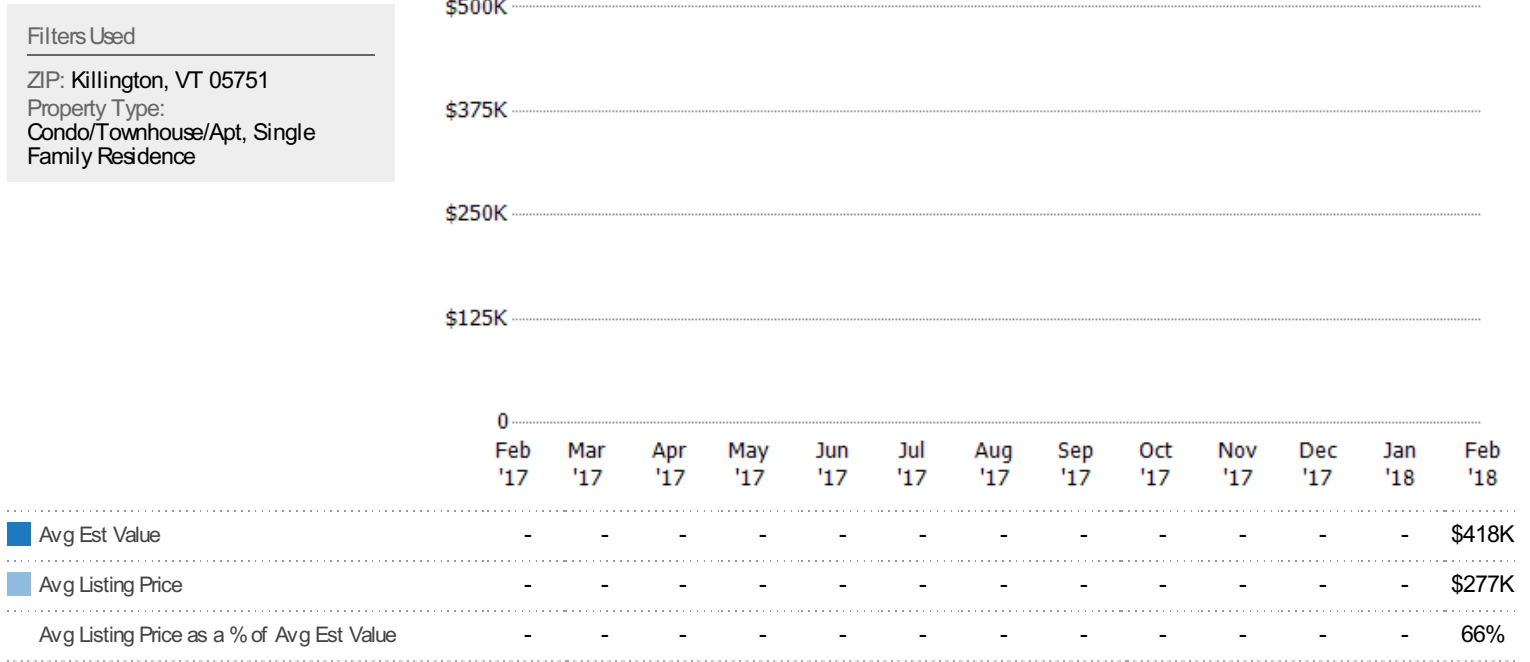 Filters Used
ZIP: Killington, VT 05751
Property Type:
Condo/Townhouse/Apt, Single
Family Residence
$500K
$375K
$250K
$125K
0
Feb Mar Apr May Jun Jul Aug Sep Oct Nov Dec Jan Feb
'17 '17 '17 '17 '17 '17 '17 '17 '17 '17 '17 '18 '18
Avg Est Value - - - - - - - - - - - - $418K
Avg Listing Price - - - - - - - - - - - - $277K
Avg Listing Price as a % of Avg Est Value - - - - - - - - - - - - 66%